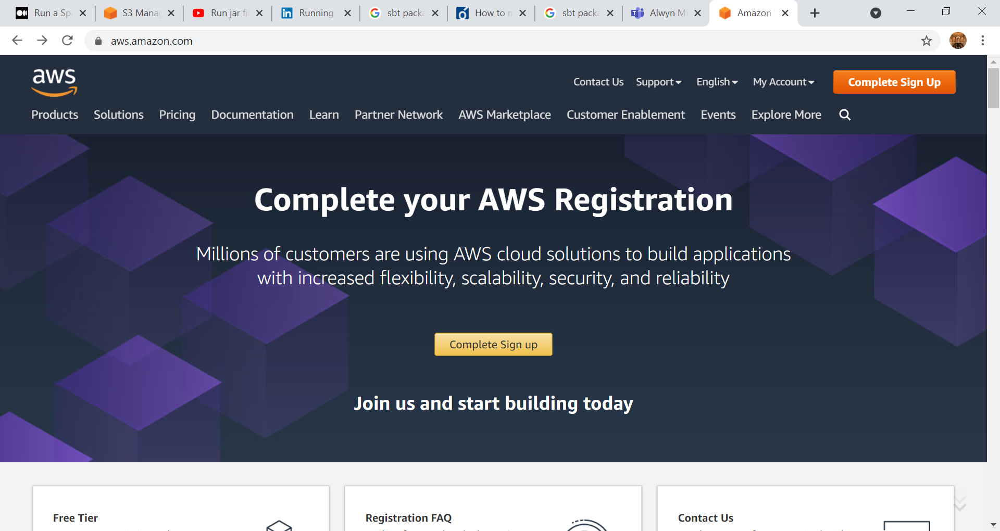 Run a Sp
S3 Mana
Run jar fi
Running
sbt packa
How to n
sbt packa
Alwyn Mi
Amazon
aws.amazon.com
aws
Contact Us
Support
English
My Account
Complete Sign Up
Products
Solutions
Pricing
Documentation
Learn
Partner Network
AWS Marketplace
Customer Enablement
Events
Explore More
Complete your AWS Registration
Millions of customers are using AWS cloud solutions to build applications
with increased flexibility, scalability, security, and reliability
Complete Sign up
Join us and start building today
Free Tier
Registration FAQ
Contact Us